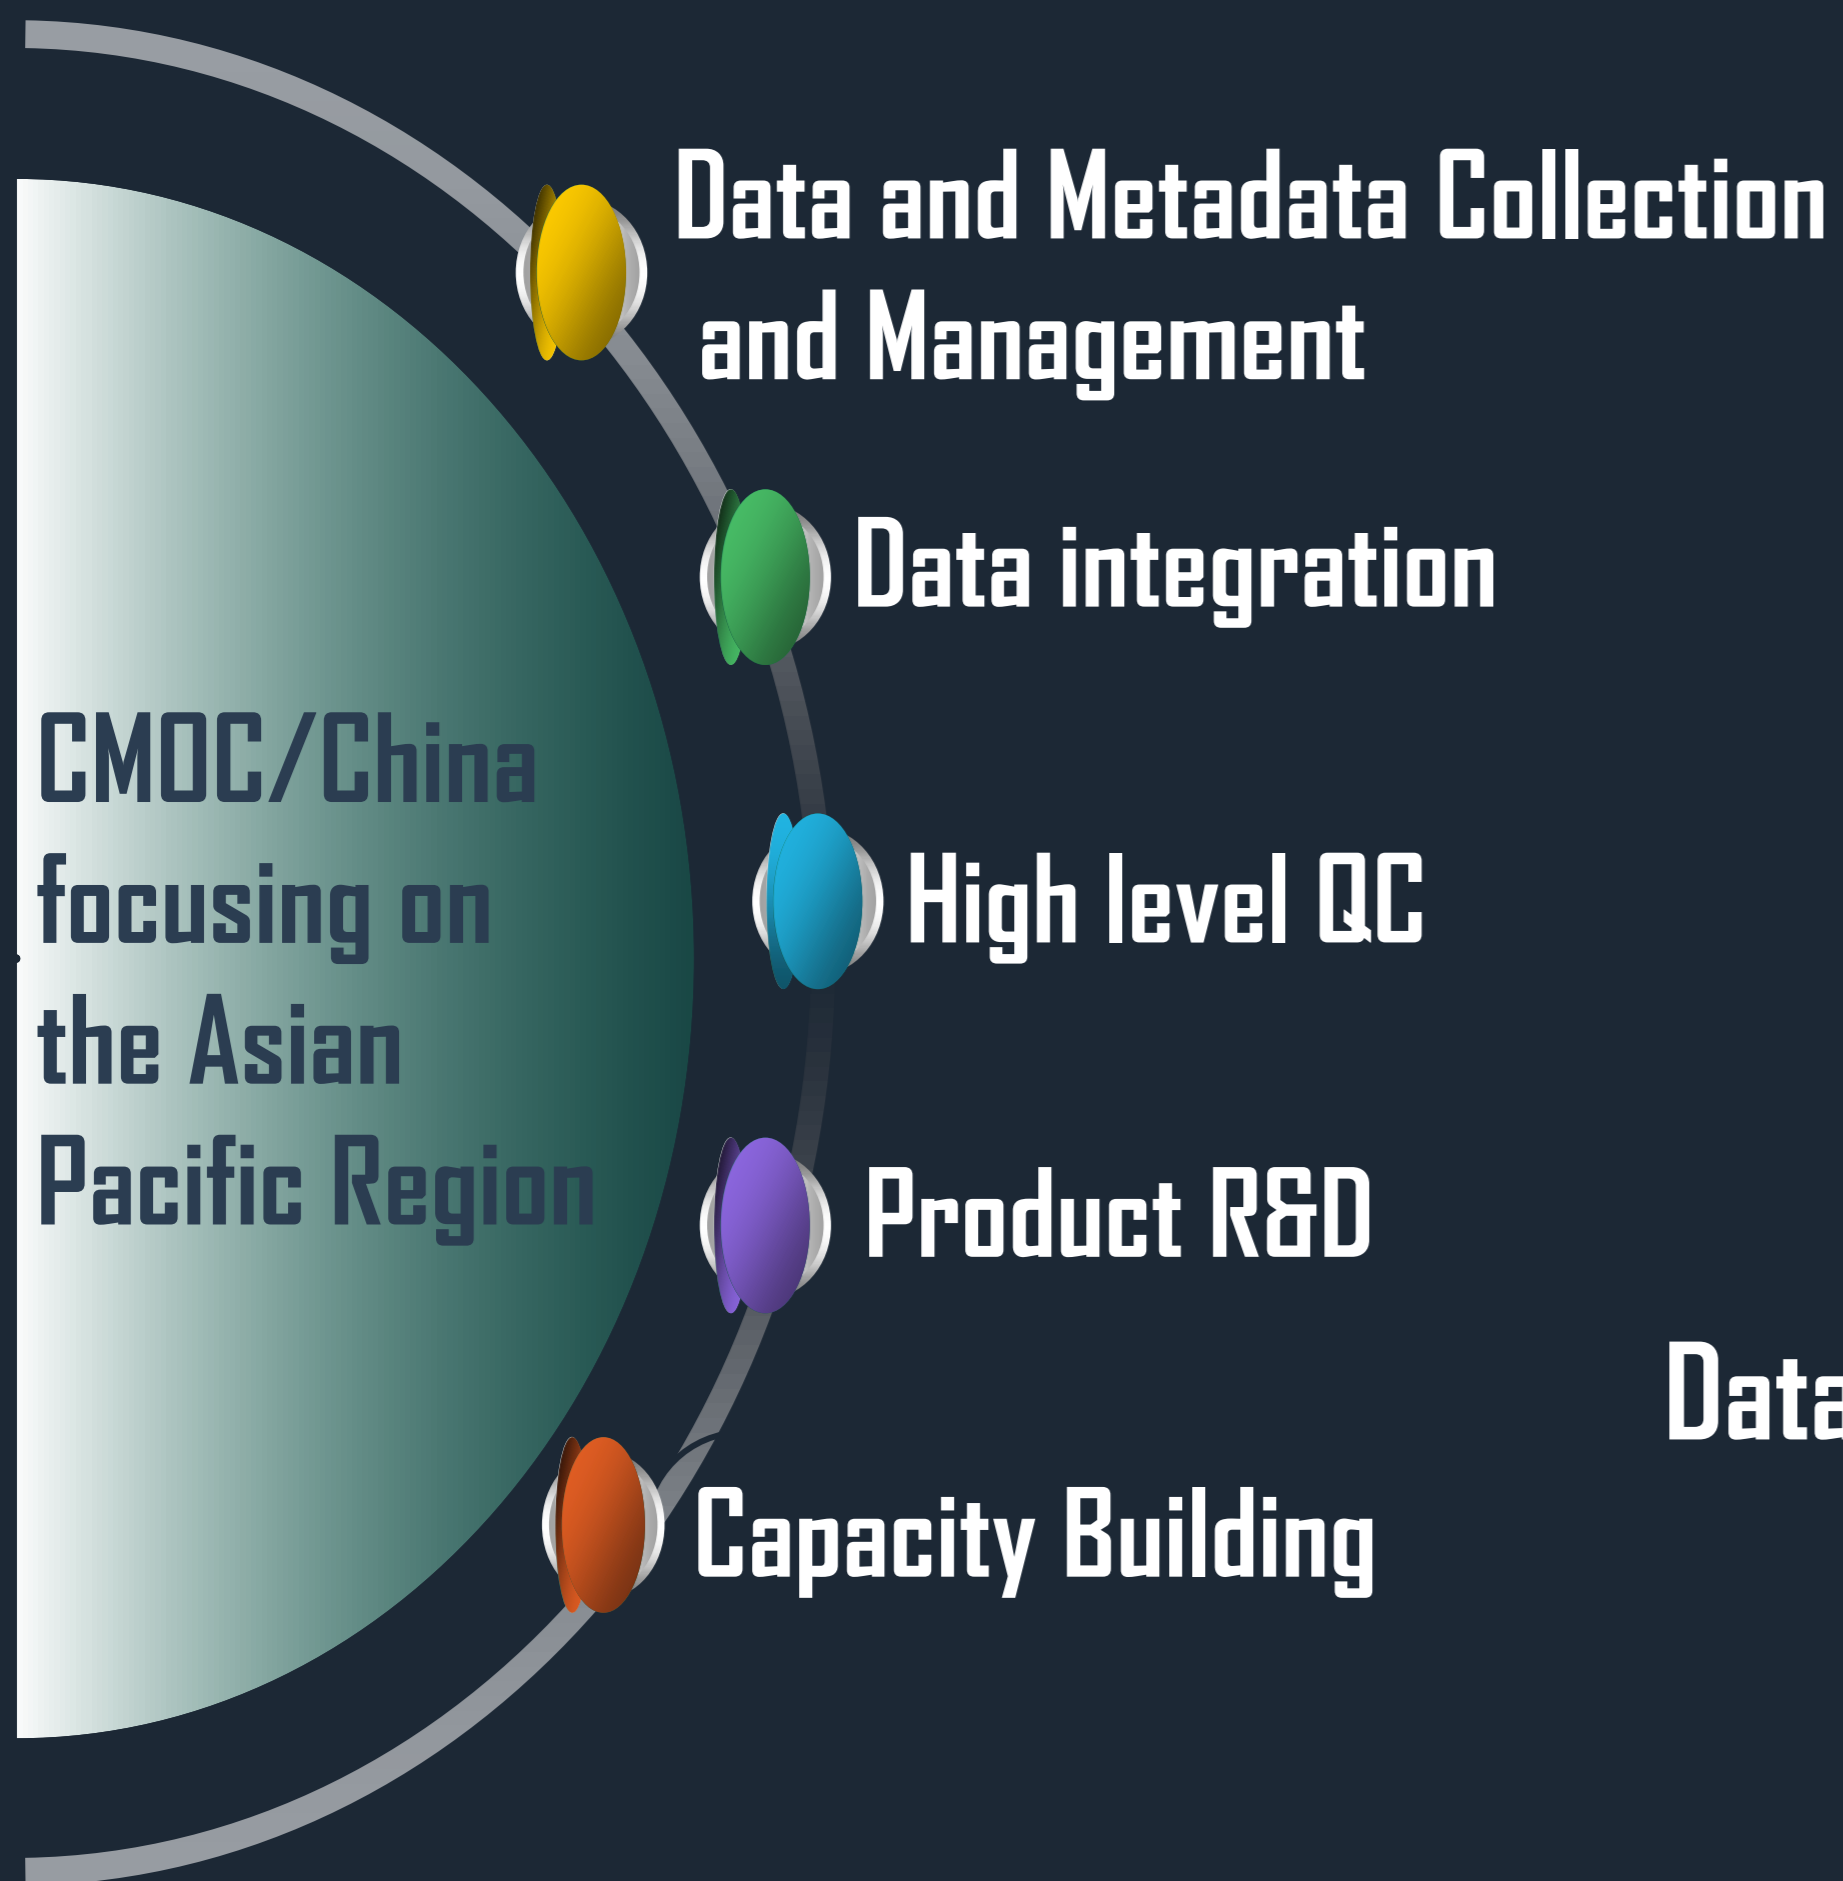 Data and Metadata Collection
and Management
Data integration
CMOC/China
focusing on
the Asian
Pacific Region
High level QC
Product R&D
Data
Capacity Building